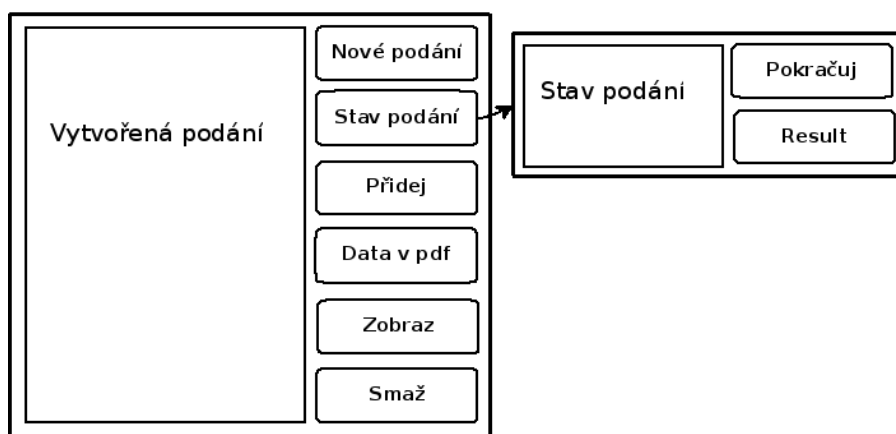 Vytvořená podání
Nové podání
Stav podání
Přidej
Data v pdf
Zobraz
Smaž
Stav podání
Pokračuj
Result